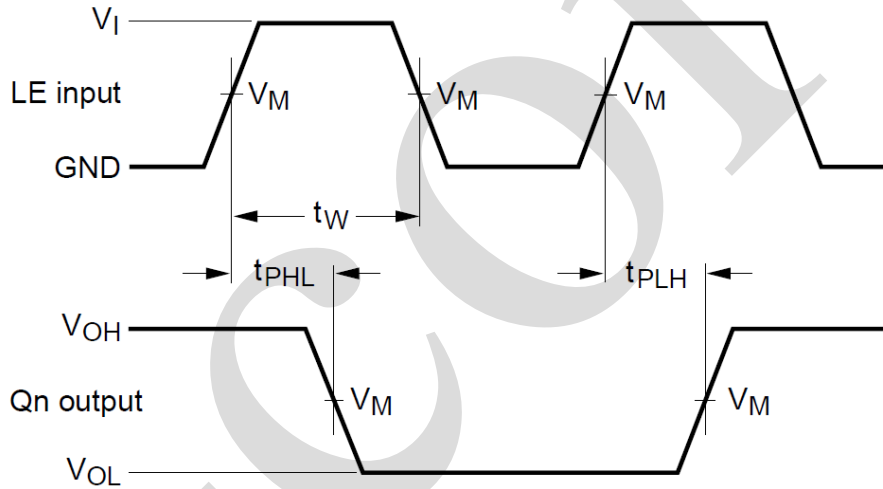 VI
LE input
VM
VM
VM
GND
tW
tPHL
tPLH
VOH
Qn output
VM
VM
VOL